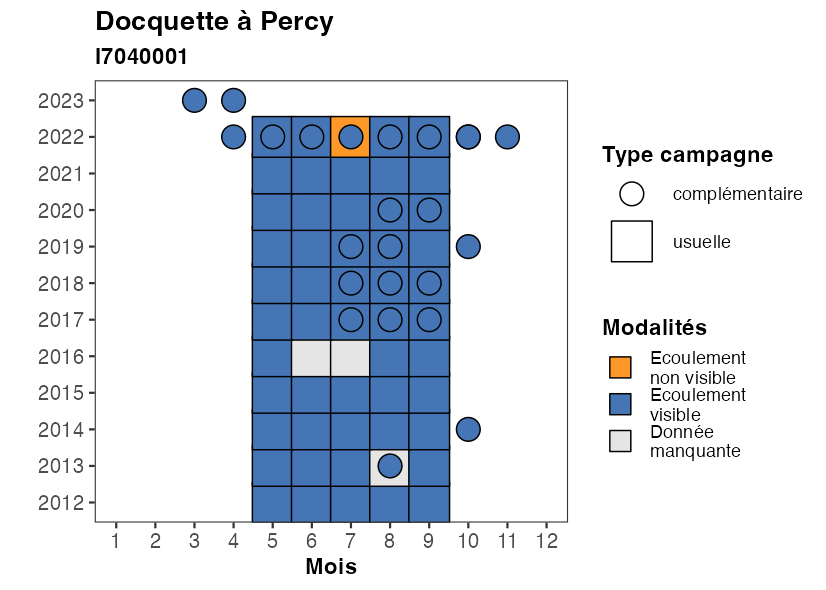 Docquette à Percy
I7040001
2023
2022
2021
2020
2019
2018
2017
2016
2015
2014
2013
2012
1 2 3 4 5 6 7 8 9 10 11 12
Mois
Type campagne
complémentaire
usuelle
Modalités
Ecoulement
non visible
Ecoulement
visible
Donnée
manquante